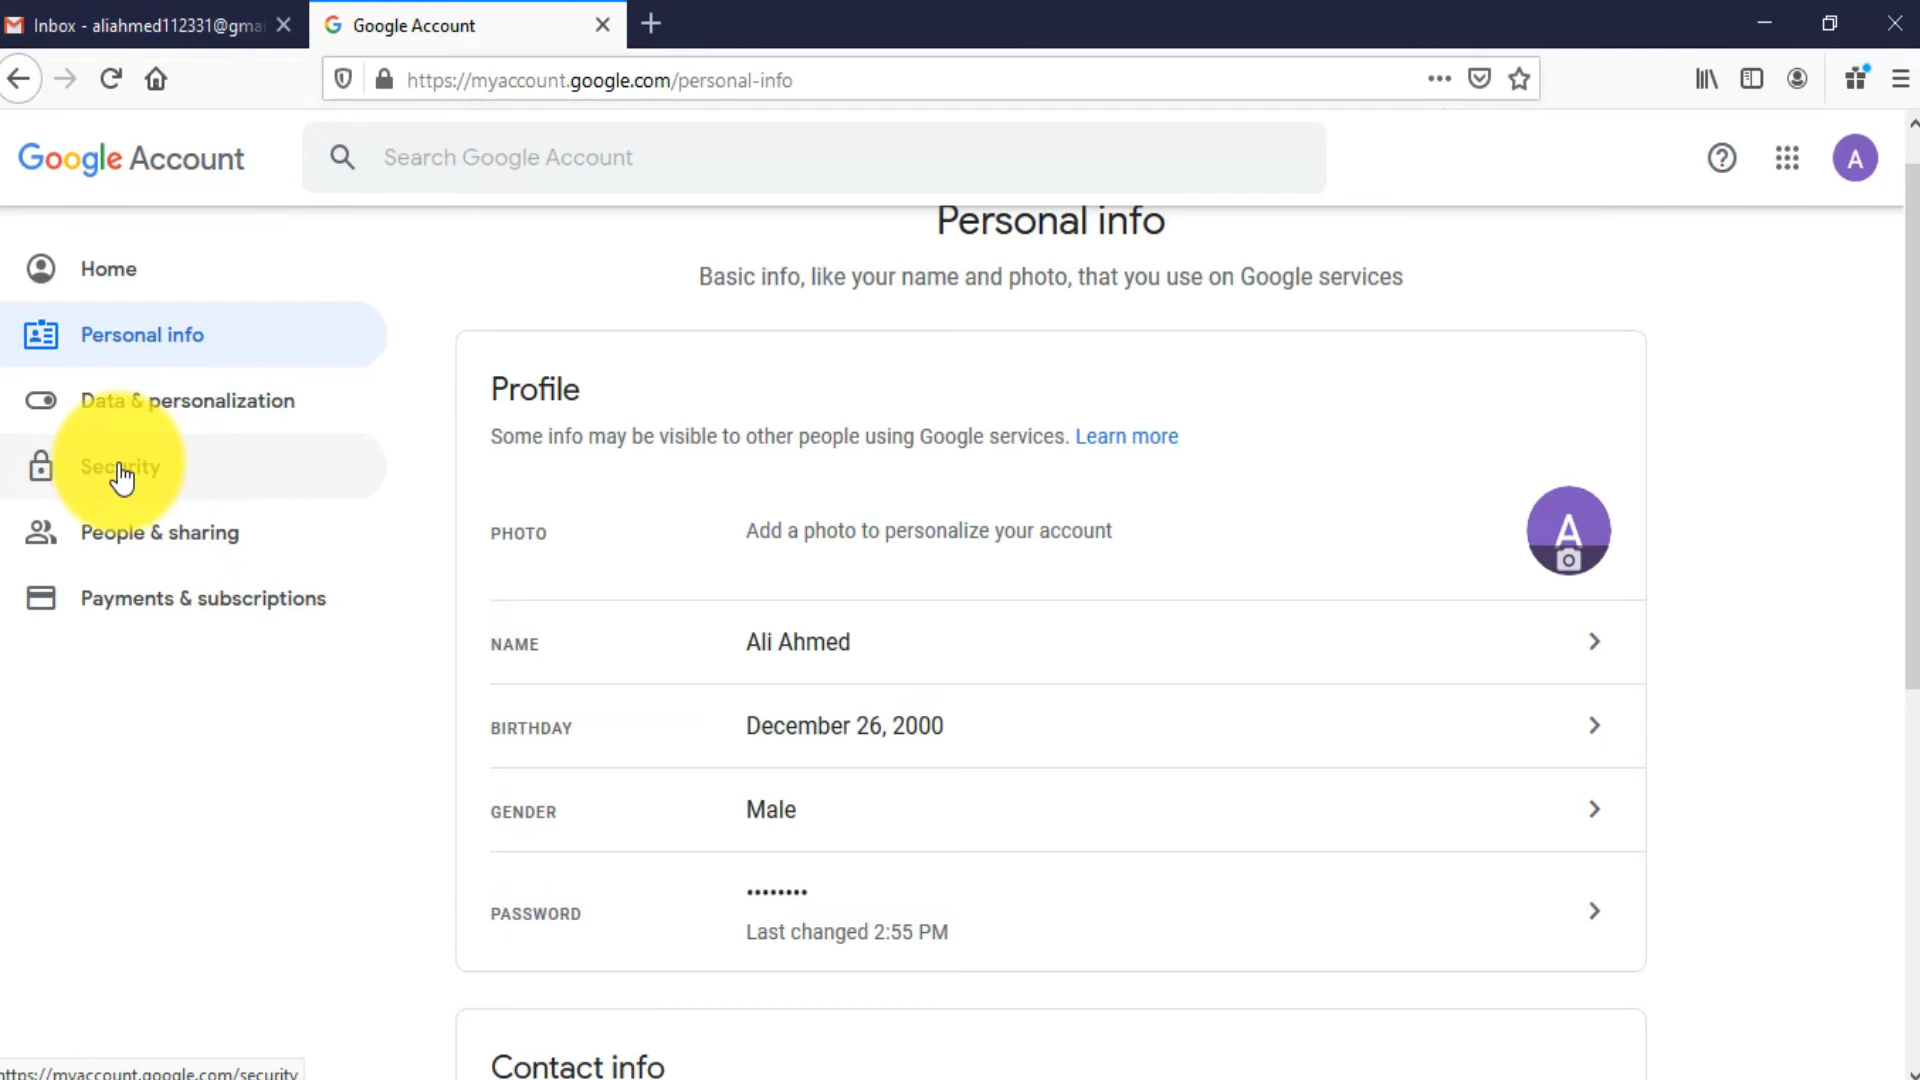 Inbox - aliahmed112331@gma
Google Account
https://myaccount.google.com/personal-info
Google Account
Search Google Account
A
Personal info
Basic info, like your name and photo, that you use on Google services
Home
Personal info
Data & personalization
Security
People & sharing
Payments & subscriptions
Profile
Some info may be visible to other people using Google services. Learn more
PHOTO
Add a photo to personalize your account
A
NAME
Ali Ahmed
BIRTHDAY
December 26, 2000
GENDER
Male
PASSWORD
••••••••
Last changed 2:55 PM
Contact info
https://myaccount.google.com/security